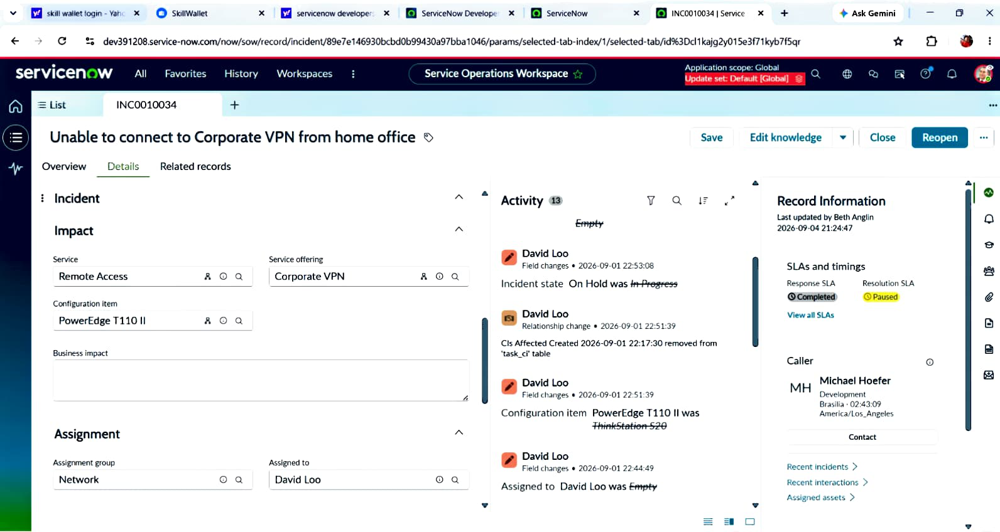 skill wallet login - Yaho
SkillWallet
servicenow developers
ServiceNow Developer
ServiceNow
INC0010034 | Service
Ask Gemini
dev391208.service-now.com/now/sow/record/incident/89e7e146930bcbd0b99430a97bba1046/params/selected-tab-index/1/selected-tab/id%3Dcl1kajg2y015e3f71kyb7f5qr
servicenow
All
Favorites
History
Workspaces
Service Operations Workspace
Application scope: Global
Update set: Default [Global]
List
INC0010034
Unable to connect to Corporate VPN from home office
Save
Edit knowledge
Close
Reopen
Overview
Details
Related records
Incident
Impact
Service
Service offering
Remote Access
Corporate VPN
Configuration item
PowerEdge T110 II
Business impact
Assignment
Assignment group
Assigned to
Network
David Loo
Activity 13
Empty
David Loo
Field changes • 2026-09-01 22:53:08
Incident state On Hold was In Progress
David Loo
Relationship change • 2026-09-01 22:51:39
CIs Affected Created 2026-09-01 22:17:30 removed from
'task_ci' table
David Loo
Field changes • 2026-09-01 22:51:39
Configuration item PowerEdge T110 II was
ThinkStation S20
David Loo
Field changes • 2026-09-01 22:44:49
Assigned to David Loo was Empty
Record Information
Last updated by Beth Anglin
2026-09-04 21:24:47
SLAs and timings
Response SLA
Resolution SLA
Completed
Paused
View all SLAs
Caller
MH
Michael Hoefer
Development
Brasilia · 02:43:09
America/Los_Angeles
Contact
Recent incidents
Recent interactions
Assigned assets